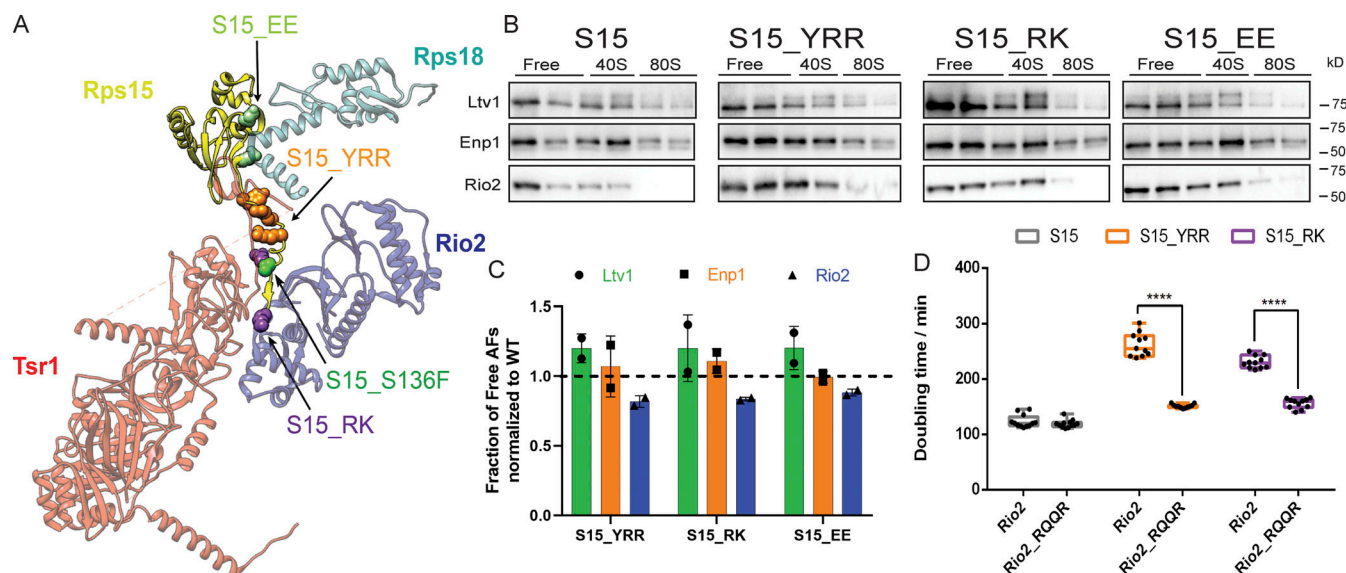 A
S15_EE
Rps18
Rps15
S15_YRR
Rio2
Tsr1
S15_S136F
S15_RK
B
S15 S15_YRR S15_RK S15_EE
Free 40S 80S Free 40S 80S Free 40S 80S Free 40S 80S kD
Ltv1 –75
Enp1 –75
–50
Rio2 –75
–50
C
Ltv1 Enp1 Rio2
Fraction of Free AFs
normalized to WT
1.5
1.0
0.5
0.0
S15_YRR S15_RK S15_EE
S15 S15_YRR S15_RK
D
Doubling time / min
400
300
200
100
0
**** ****
Rio2 Rio2_RQQR Rio2 Rio2_RQQR Rio2 Rio2_RQQR